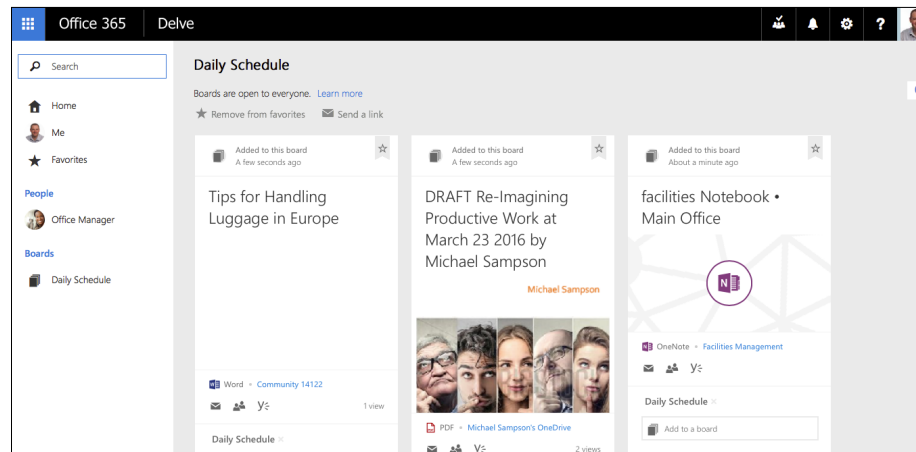 Office 365
Delve
?
Search
Home
Me
Favorites
People
Office Manager
Boards
Daily Schedule
Daily Schedule
Boards are open to everyone. Learn more
Remove from favorites
Send a link
Added to this board
A few seconds ago
Tips for Handling
Luggage in Europe
Word • Community 14122
1 view
Daily Schedule ×
Added to this board
A few seconds ago
DRAFT Re-Imagining
Productive Work at
March 23 2016 by
Michael Sampson
Michael Sampson
PDF • Michael Sampson's OneDrive
2 views
Added to this board
About a minute ago
facilities Notebook •
Main Office
N
OneNote • Facilities Management
Daily Schedule ×
Add to a board